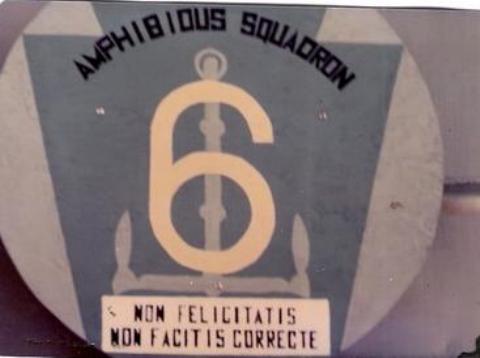 AMPHIBIOUS SQUADRON
6
NON FELICITATIS
NON FACITIS CORRECTE